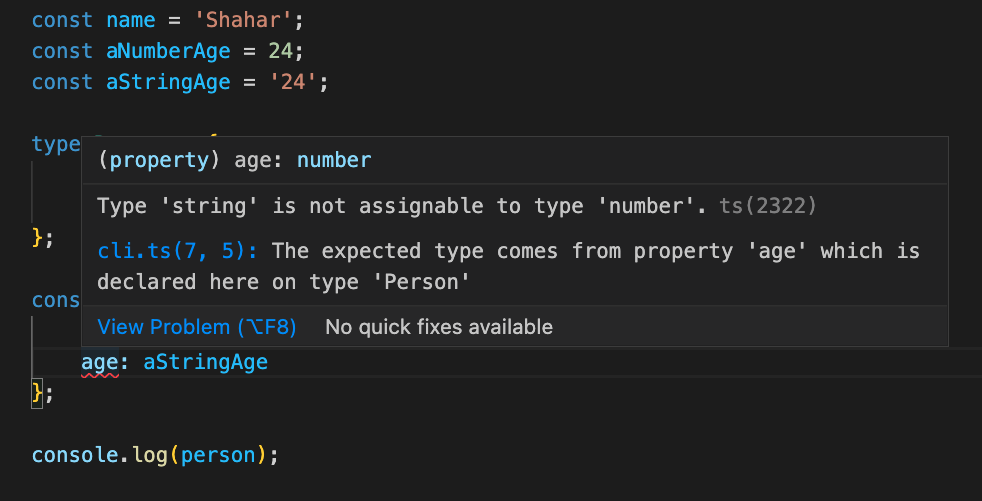 const name = 'Shahar';
const aNumberAge = 24;
const aStringAge = '24';
type
(property) age: number
Type 'string' is not assignable to type 'number'. ts(2322)
cli.ts(7, 5): The expected type comes from property 'age' which is
declared here on type 'Person'
};
cons
View Problem (⌥F8) No quick fixes available
age: aStringAge
};
console.log(person);